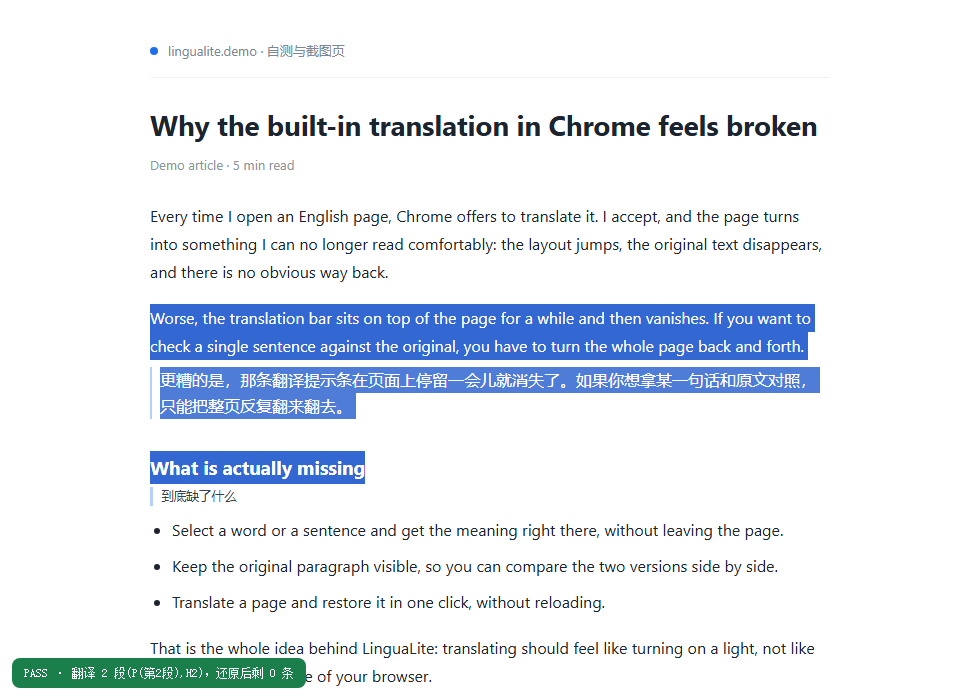 lingualite.demo · 自测与截图页
Why the built-in translation in Chrome feels broken
Demo article · 5 min read
Every time I open an English page, Chrome offers to translate it. I accept, and the page turns
into something I can no longer read comfortably: the layout jumps, the original text disappears,
and there is no obvious way back.
Worse, the translation bar sits on top of the page for a while and then vanishes. If you want to
check a single sentence against the original, you have to turn the whole page back and forth.
更糟的是，那条翻译提示条在页面上停留一会儿就消失了。如果你想拿某一句话和原文对照，
只能把整页反复翻来翻去。
What is actually missing
到底缺了什么
Select a word or a sentence and get the meaning right there, without leaving the page.
Keep the original paragraph visible, so you can compare the two versions side by side.
Translate a page and restore it in one click, without reloading.
That is the whole idea behind LinguaLite: translating should feel like turning on a light, not like
of your browser.
PASS · 翻译 2 段(P(第2段),H2)，还原后剩 0 条